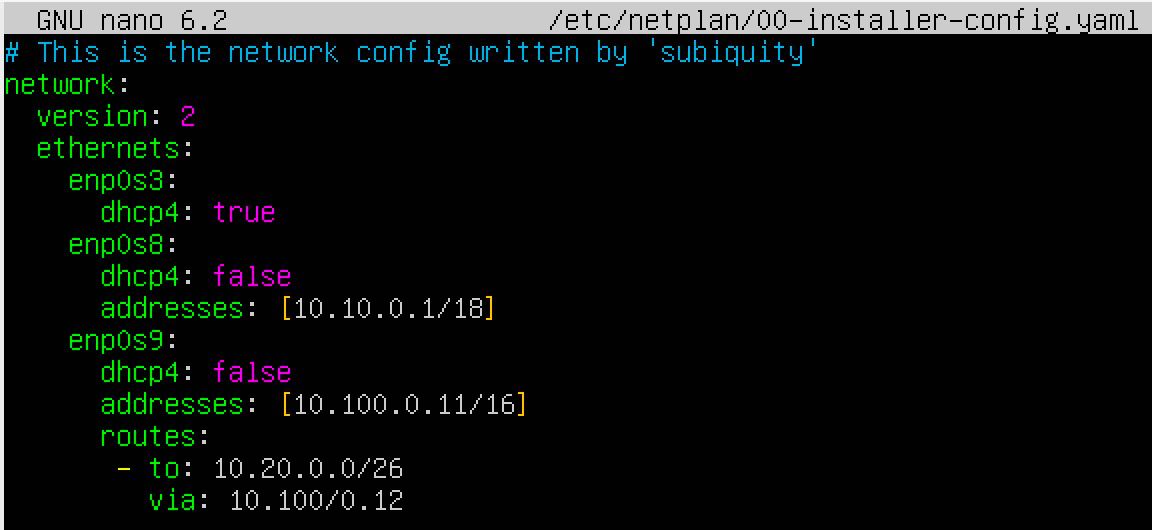 GNU nano 6.2 /etc/netplan/00-installer-config.yaml
# This is the network config written by 'subiquity'
network:
  version: 2
  ethernets:
    enp0s3:
      dhcp4: true
    enp0s8:
      dhcp4: false
      addresses: [10.10.0.1/18]
    enp0s9:
      dhcp4: false
      addresses: [10.100.0.11/16]
      routes:
       - to: 10.20.0.0/26
         via: 10.100/0.12